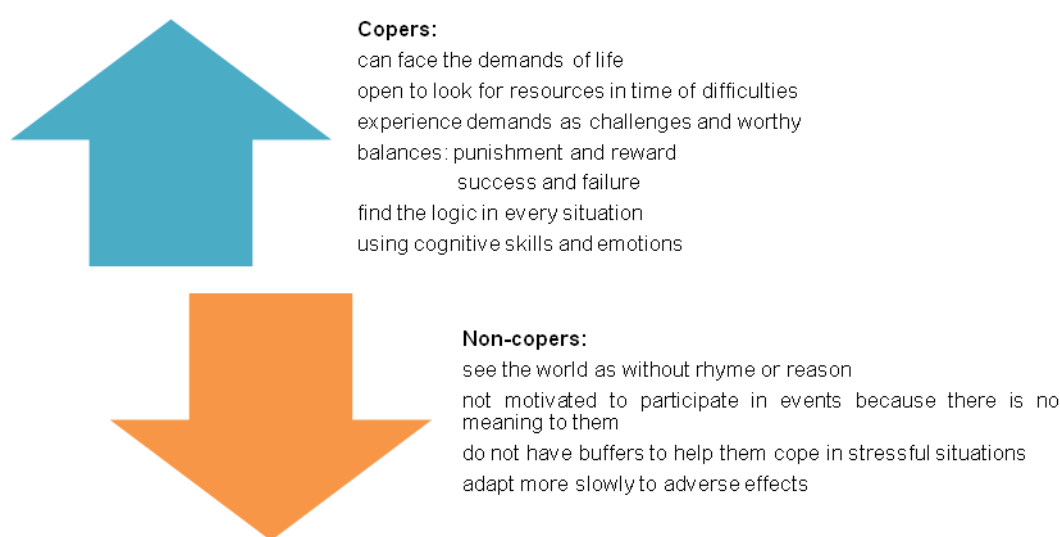 Copers:
can face the demands of life
open to look for resources in time of difficulties
experience demands as challenges and worthy
balances: punishment and reward
success and failure
find the logic in every situation
using cognitive skills and emotions
Non-copers:
see the world as without rhyme or reason
not motivated to participate in events because there is no
meaning to them
do not have buffers to help them cope in stressful situations
adapt more slowly to adverse effects